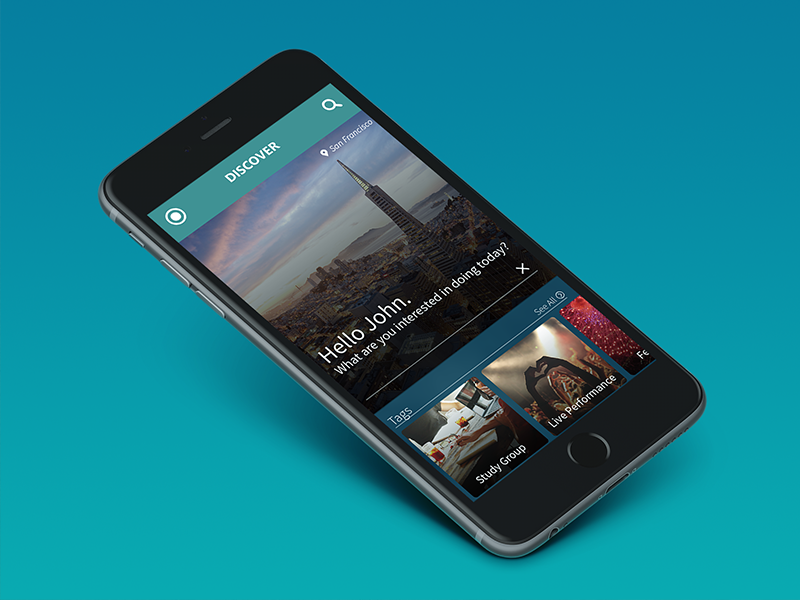 DISCOVER
San Francisco
Hello John.
What are you interested in doing today?
See All
Tags
Study Group
Live Performance
Fe